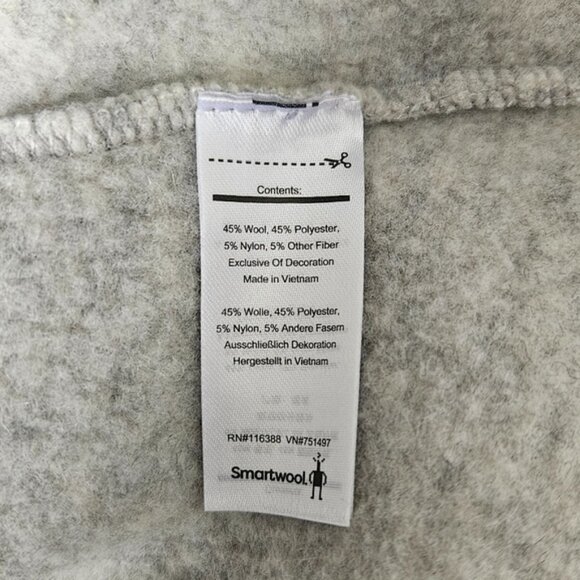 Contents:
45% Wool, 45% Polyester,
5% Nylon, 5% Other Fiber
Exclusive Of Decoration
Made in Vietnam
45% Wolle, 45% Polyester,
5% Nylon, 5% Andere Fasern
Ausschließlich Dekoration
Hergestellt in Vietnam
RN#116388 VN#751497
Smartwool.